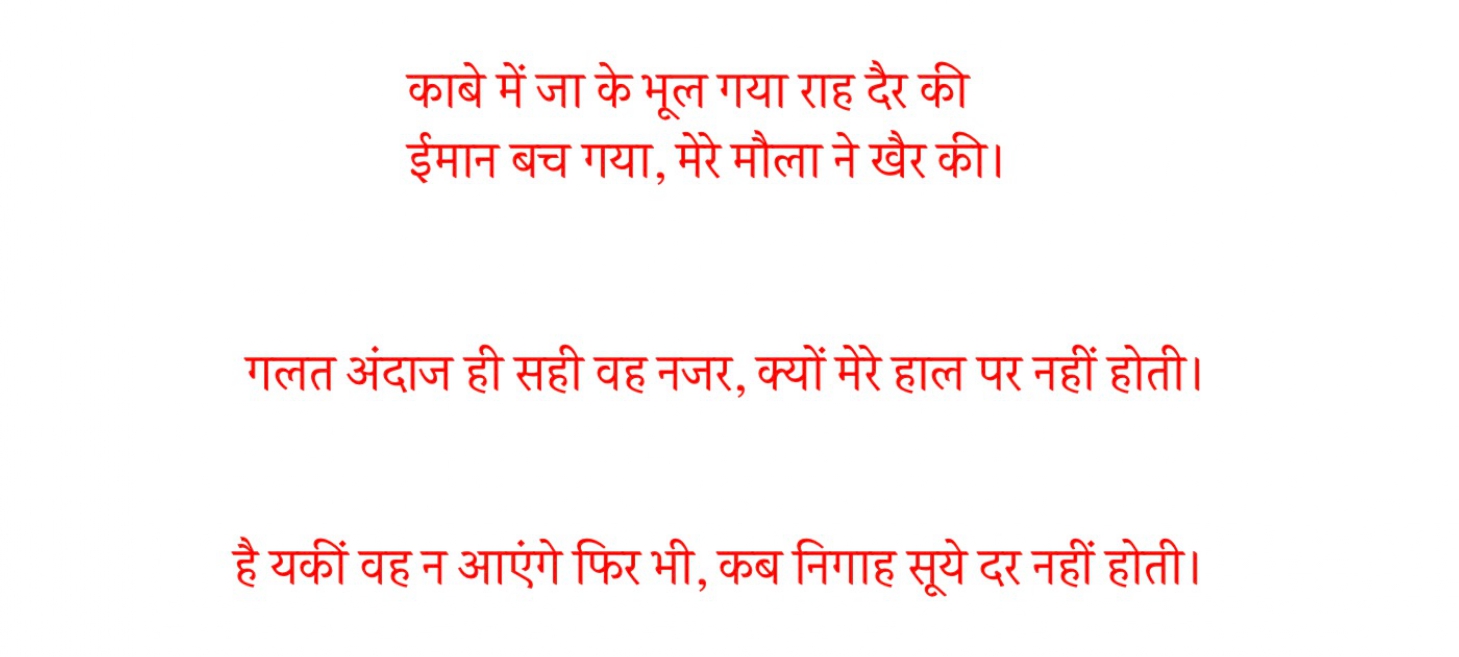 काबे में जा के भूल गया राह दैर की
ईमान बच गया, मेरे मौला ने खैर की।
गलत अंदाज ही सही वह नजर, क्यों मेरे हाल पर नहीं होती।
है यकीं वह न आएंगे फिर भी, कब निगाह सूये दर नहीं होती।